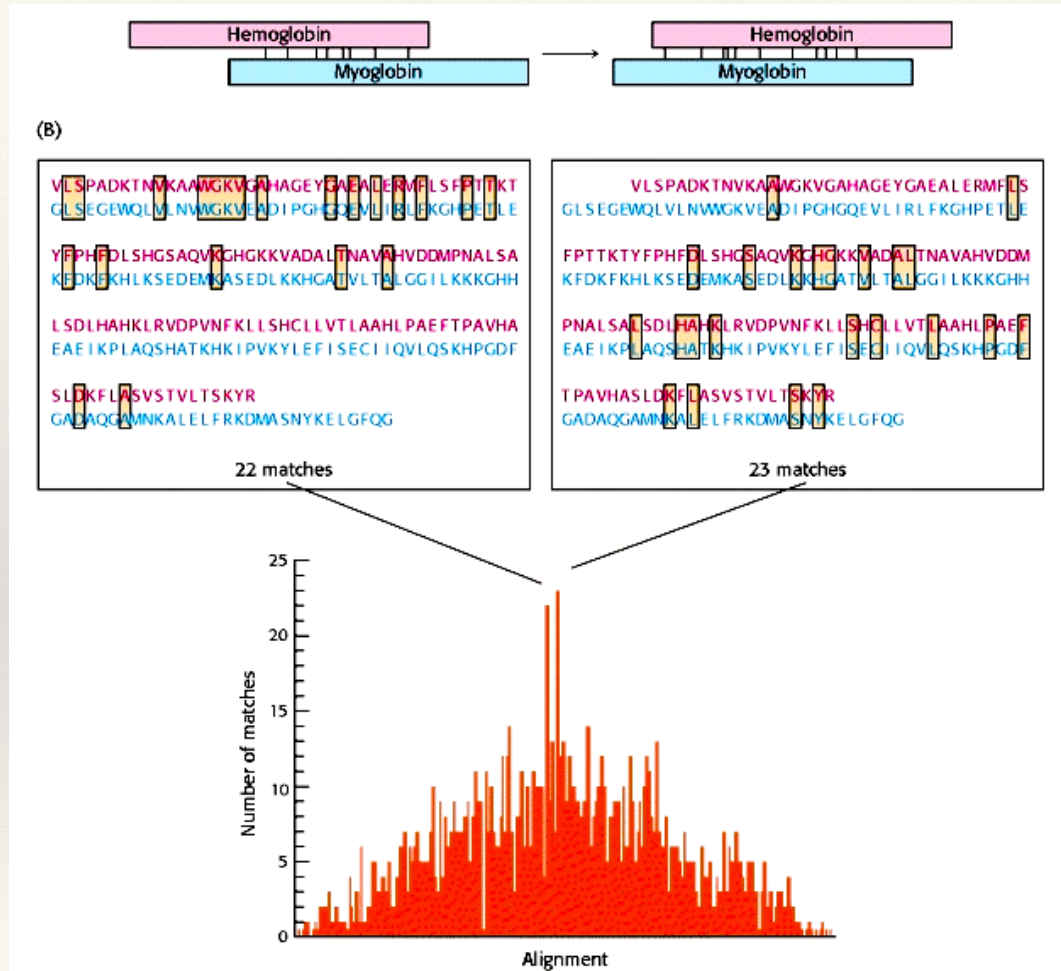 Hemoglobin
Myoglobin
Hemoglobin
Myoglobin
(B)
VLSPADKTNVKAAWGKVGAHAGEYGAEALERMFLSFPTTKT
GLSEGEWQLVLNVWGKVEADIPGHGQEVLIRLFKGHPETLE
YFPHFDLSHGSAQVKGHGKKVADALTNAVAHVDDMPNALSA
KFDKFKHLKSEDEMKASEDLKKHGATVLTALGGILKKKGHH
LSDLHAHKLRVDPVNFKLLSHCLLVTLAAHLPAEFTPAVHA
EAEIKPLAQSHATKHKIPVKYLEFISECIIQVLQSKHPGDF
SLDKFLASVSTVLTSKYR
GADAQGAMNKALELFRKDMASNYKELGFQG
22 matches
VLSPADKTNVKAAWGKVGAHAGEYGAEALERMFLS
GLSEGEWQLVLNVWGKVEADIPGHGQEVLIRLFKGHPETLE
FPTTKTYFPHFDLSHGSAQVKGHGKKVADALTNAVAHVDDM
KFDKFKHLKSEDEMKASEDLKKHGATVLTALGGILKKKGHH
PNALSALSDLHAHKLRVDPVNFKLLSHCLLVTLAAHLPAEF
EAEIKPLAQSHATKHKIPVKYLEFISECIIQVLQSKHPGDF
TPAVHASLDKFLASVSTVLTSKYR
GADAQGAMNKALELFRKDMASNYKELGFQG
23 matches
25
20
15
10
5
0
Number of matches
Alignment